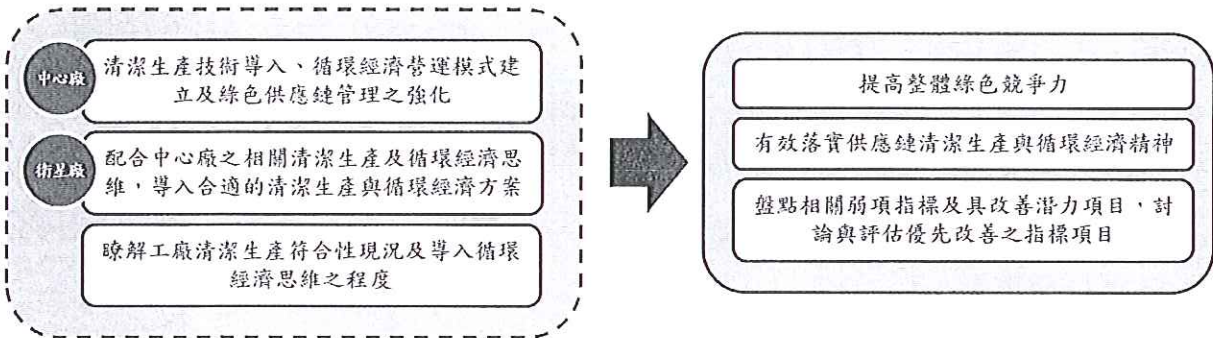 中心廠
清潔生產技術導入、循環經濟營運模式建
立及綠色供應鏈管理之強化
衛星廠
配合中心廠之相關清潔生產及循環經濟思
維，導入合適的清潔生產與循環經濟方案
瞭解工廠清潔生產符合性現況及導入循環
經濟思維之程度
提高整體綠色競爭力
有效落實供應鏈清潔生產與循環經濟精神
盤點相關弱項指標及具改善潛力項目，討
論與評估優先改善之指標項目